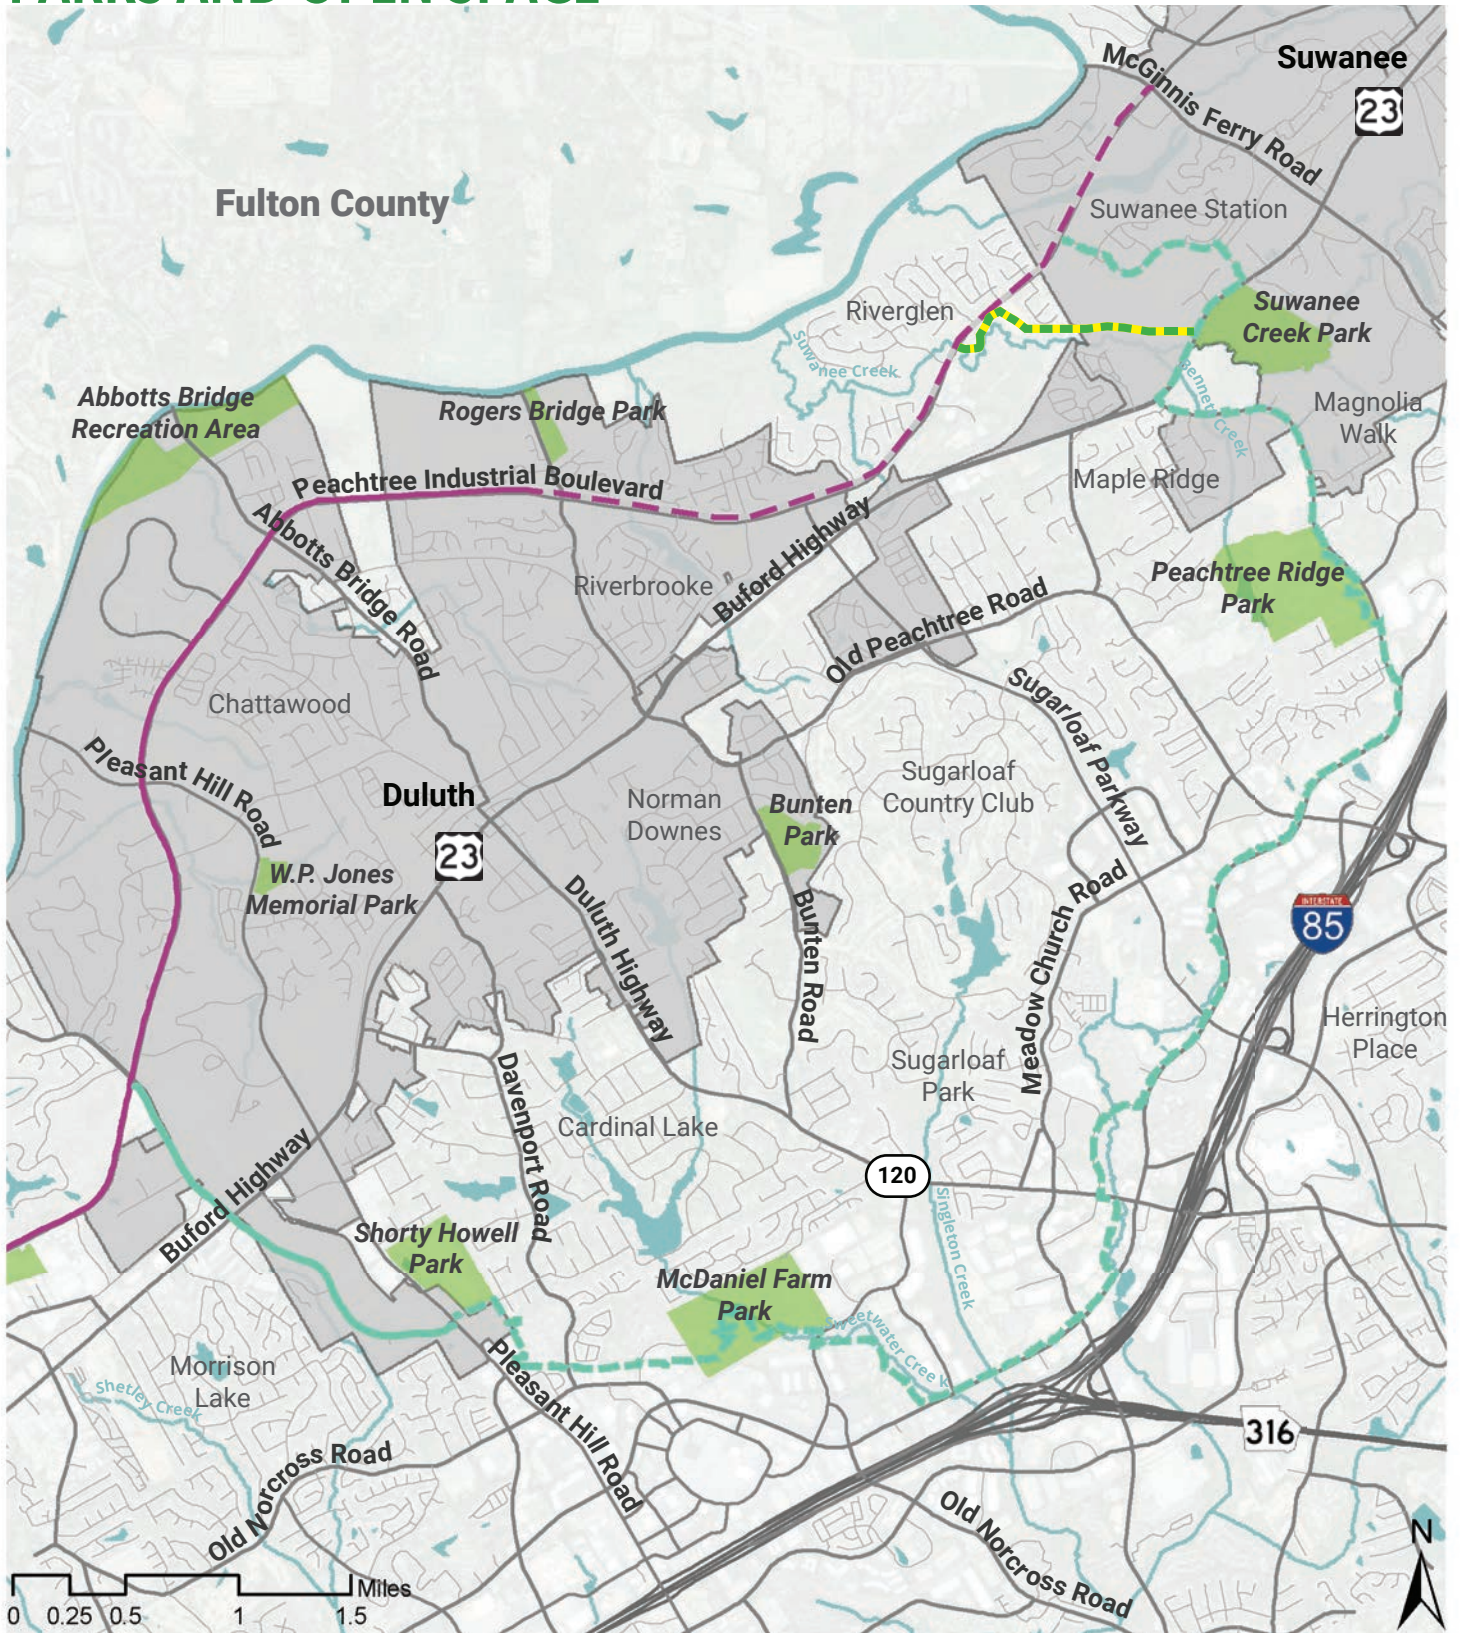 PARKS AND OPEN SPACE
Suwanee
McGinnis Ferry Road
23
Fulton County
Suwanee Station
Riverglen
Suwanee
Creek Park
Suwanee Creek
Bennett Creek
Abbotts Bridge
Recreation Area
Rogers Bridge Park
Magnolia
Walk
Maple Ridge
Peachtree Industrial Boulevard
Abbotts Bridge Road
Buford Highway
Riverbrooke
Peachtree Ridge
Park
Old Peachtree Road
Sugarloaf Parkway
Chattawood
Pleasant Hill Road
Duluth
23
Norman
Downes
Bunten
Park
Sugarloaf
Country Club
W.P. Jones
Memorial Park
Duluth Highway
Bunten Road
Meadow Church Road
INTERSTATE
85
Herrington
Place
Sugarloaf
Park
Davenport Road
Cardinal Lake
Buford Highway
120
Singleton Creek
Shorty Howell
Park
McDaniel Farm
Park
Sweetwater Creek
Pleasant Hill Road
Morrison
Lake
Shetley Creek
316
Old Norcross Road
Old Norcross Road
N
Miles
0 0.25 0.5 1 1.5